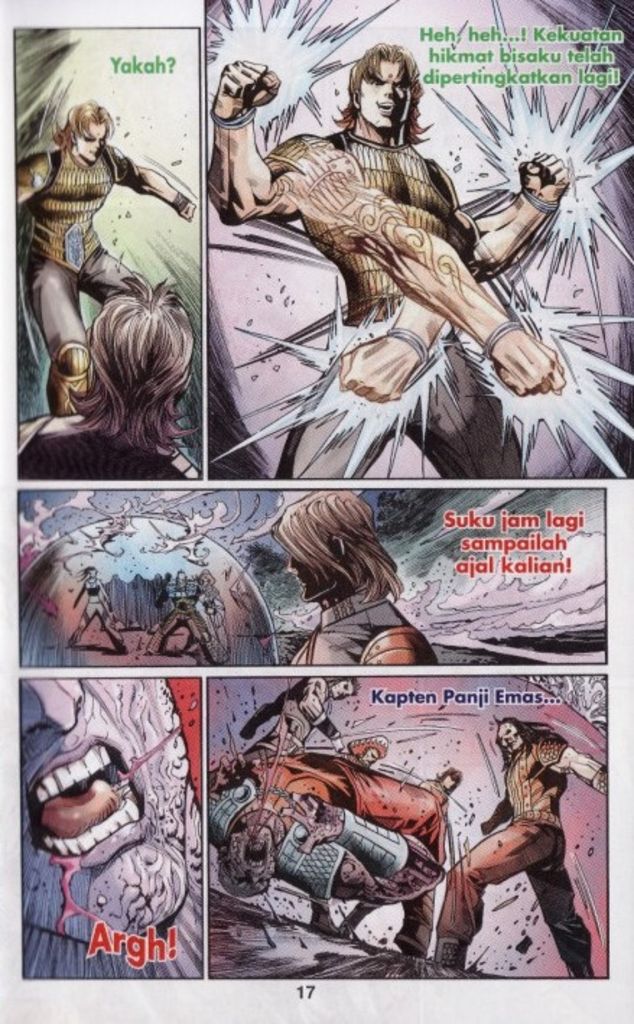 Yakah?
Heh, heh...! Kekuatan
hikmat bisaku telah
dipertingkatkan lagi!
Suku jam lagi
sampailah
ajal kalian!
Argh!
Kapten Panji Emas...
17